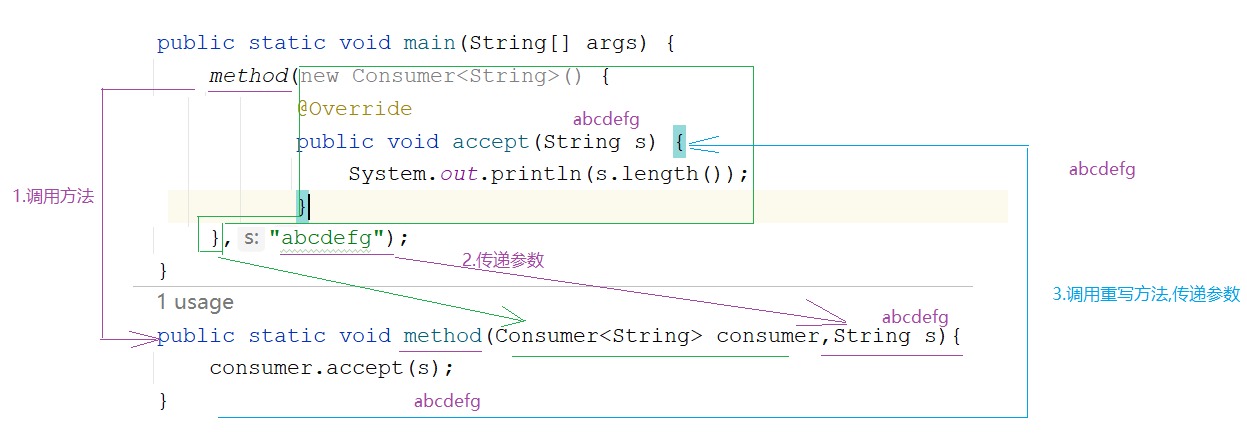 public static void main(String[] args) {
method(new Consumer<String>() {
@Override
abcdefg
public void accept(String s) {
abcdefg
System.out.println(s.length());
1.调用方法
}
}, s: "abcdefg");
2.传递参数
}
3.调用重写方法,传递参数
1 usage
abcdefg
public static void method(Consumer<String> consumer,String s){
consumer.accept(s);
}
abcdefg